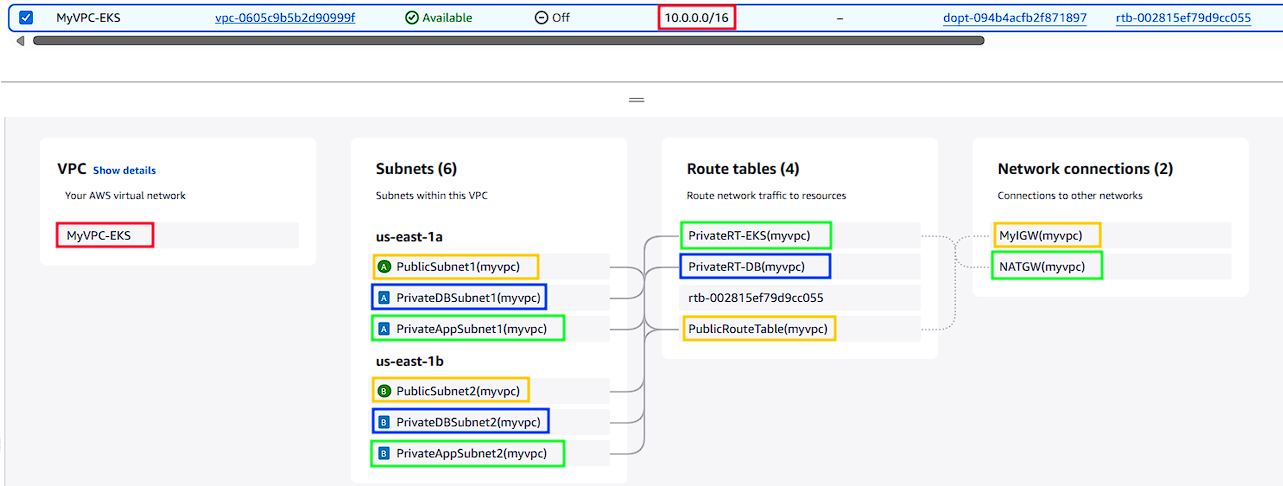 MyVPC-EKS vpc-0605c9b5b2d90999f Available Off 10.0.0.0/16 – dopt-094b4acfb2f871897 rtb-002815ef79d9cc055
VPC Show details
Your AWS virtual network
MyVPC-EKS
Subnets (6)
Subnets within this VPC
us-east-1a
A PublicSubnet1(myvpc)
A PrivateDBSubnet1(myvpc)
A PrivateAppSubnet1(myvpc)
us-east-1b
B PublicSubnet2(myvpc)
B PrivateDBSubnet2(myvpc)
B PrivateAppSubnet2(myvpc)
Route tables (4)
Route network traffic to resources
PrivateRT-EKS(myvpc)
PrivateRT-DB(myvpc)
rtb-002815ef79d9cc055
PublicRouteTable(myvpc)
Network connections (2)
Connections to other networks
MyIGW(myvpc)
NATGW(myvpc)